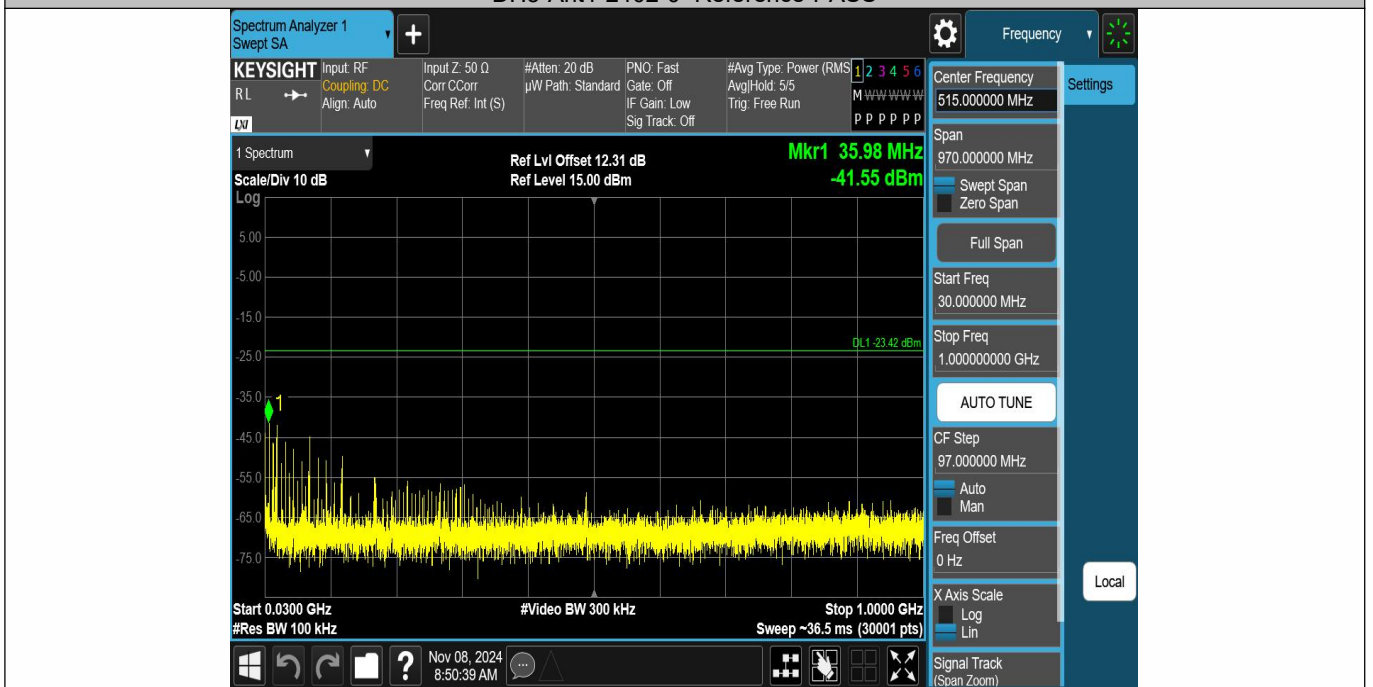 Spectrum Analyzer 1
Swept SA
Frequency
KEYSIGHT
RL
LXI
Input: RF
Coupling: DC
Align: Auto
Input Z: 50 Ω
Corr CCorr
Freq Ref: Int (S)
#Atten: 20 dB
µW Path: Standard
PNO: Fast
Gate: Off
IF Gain: Low
Sig Track: Off
#Avg Type: Power (RMS
Avg|Hold: 5/5
Trig: Free Run
1 2 3 4 5 6
M W W W W W
P P P P P P
1 Spectrum
Scale/Div 10 dB
Log
Ref Lvl Offset 12.31 dB
Ref Level 15.00 dBm
Mkr1 35.98 MHz
-41.55 dBm
5.00
-5.00
-15.0
DL1 -23.42 dBm
-25.0
-35.0
1
-45.0
-55.0
-65.0
-75.0
Start 0.0300 GHz
#Video BW 300 kHz
Stop 1.0000 GHz
#Res BW 100 kHz
Sweep ~36.5 ms (30001 pts)
Nov 08, 2024
8:50:39 AM
Center Frequency
515.000000 MHz
Settings
Span
970.000000 MHz
Swept Span
Zero Span
Full Span
Start Freq
30.000000 MHz
Stop Freq
1.000000000 GHz
AUTO TUNE
CF Step
97.000000 MHz
Auto
Man
Freq Offset
0 Hz
Local
X Axis Scale
Log
Lin
Signal Track
(Span Zoom)